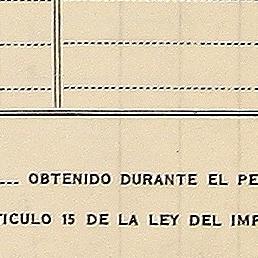 OBTENIDO DURANTE EL PE
TICULO 15 DE LA LEY DEL IMP